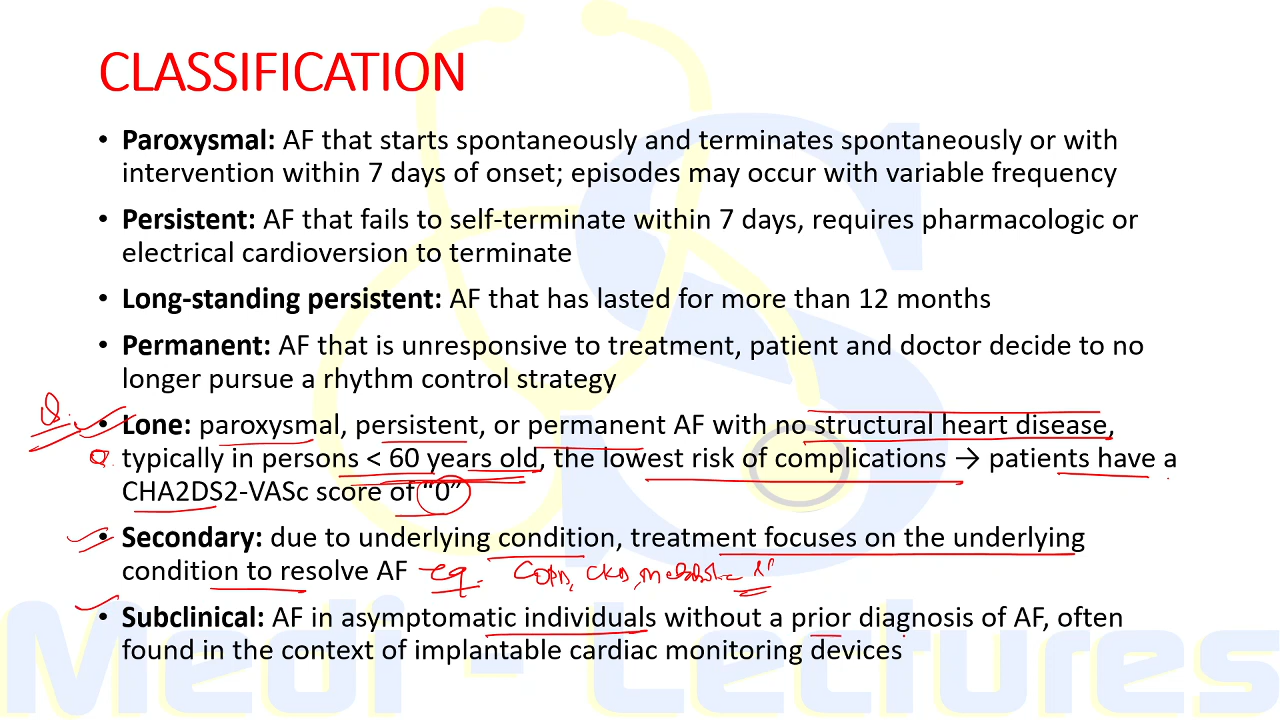 CLASSIFICATION
• Paroxysmal: AF that starts spontaneously and terminates spontaneously or with
intervention within 7 days of onset; episodes may occur with variable frequency
• Persistent: AF that fails to self-terminate within 7 days, requires pharmacologic or
electrical cardioversion to terminate
• Long-standing persistent: AF that has lasted for more than 12 months
• Permanent: AF that is unresponsive to treatment, patient and doctor decide to no
longer pursue a rhythm control strategy
• Lone: paroxysmal, persistent, or permanent AF with no structural heart disease,
typically in persons < 60 years old, the lowest risk of complications → patients have a
CHA2DS2-VASc score of “0”
• Secondary: due to underlying condition, treatment focuses on the underlying
condition to resolve AF eg. COPD, CKD,
• Subclinical: AF in asymptomatic individuals without a prior diagnosis of AF, often
found in the context of implantable cardiac monitoring devices
Medi - Lectures